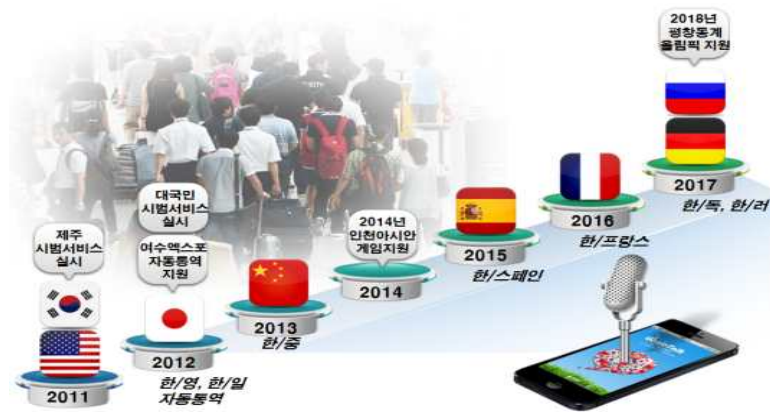 2018년
평창동계
올림픽 지원
2017
한/독, 한/러
2016
한/프랑스
2015
한/스페인
2014년
인천아시안
게임지원
2014
2013
한/중
대국민
시범서비스
실시
여수엑스포
자동통역
지원
2012
한/영, 한/일
자동통역
제주
시범서비스
실시
2011